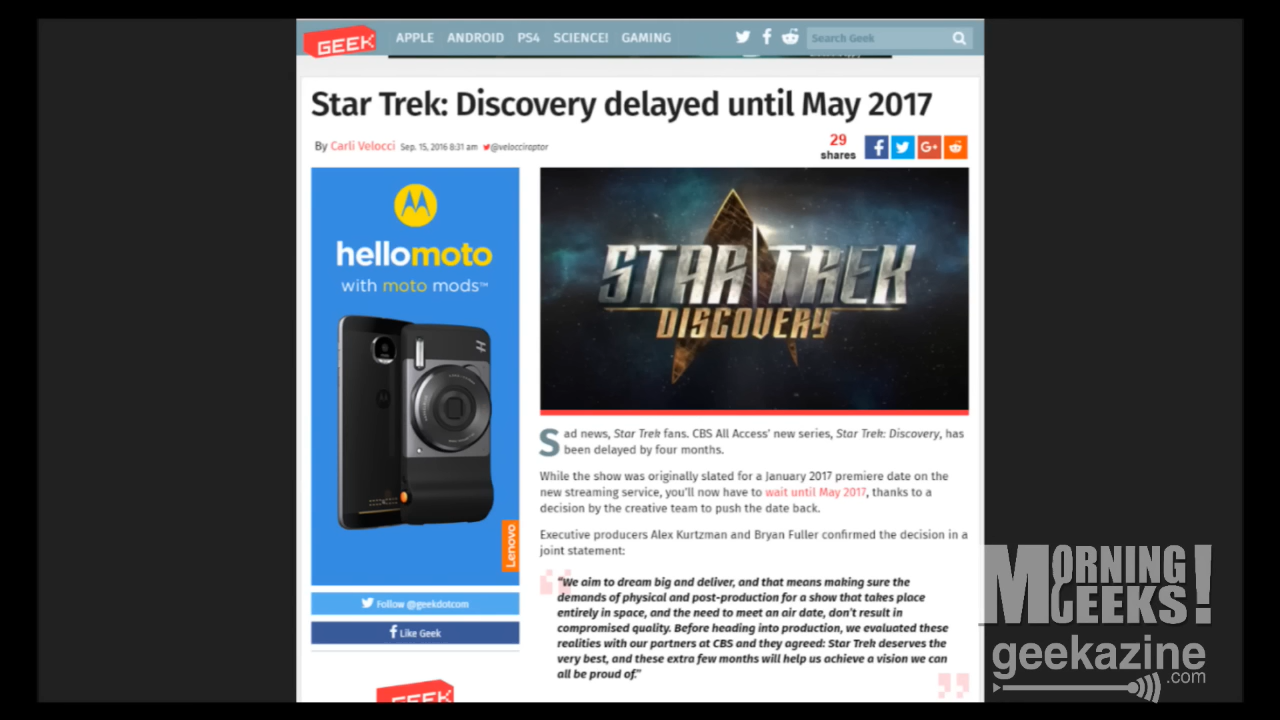 GEEK
APPLE ANDROID PS4 SCIENCE! GAMING
Search Geek
Star Trek: Discovery delayed until May 2017
By Carli Velocci Sep. 15, 2016 8:31 am @velocciraptor
29
shares
G+
hellomoto
with moto mods™
Lenovo
Follow @geekdotcom
Like Geek
GEEK
STAR TREK
DISCOVERY
Sad news, Star Trek fans. CBS All Access' new series, Star Trek: Discovery, has
been delayed by four months.
While the show was originally slated for a January 2017 premiere date on the
new streaming service, you'll now have to wait until May 2017, thanks to a
decision by the creative team to push the date back.
Executive producers Alex Kurtzman and Bryan Fuller confirmed the decision in a
joint statement:
"We aim to dream big and deliver, and that means making sure the
demands of physical and post-production for a show that takes place
entirely in space, and the need to meet an air date, don't result in
compromised quality. Before heading into production, we evaluated these
realities with our partners at CBS and they agreed: Star Trek deserves the
very best, and these extra few months will help us achieve a vision we can
all be proud of."
MORNING
GEEKS!
geekazine
.com